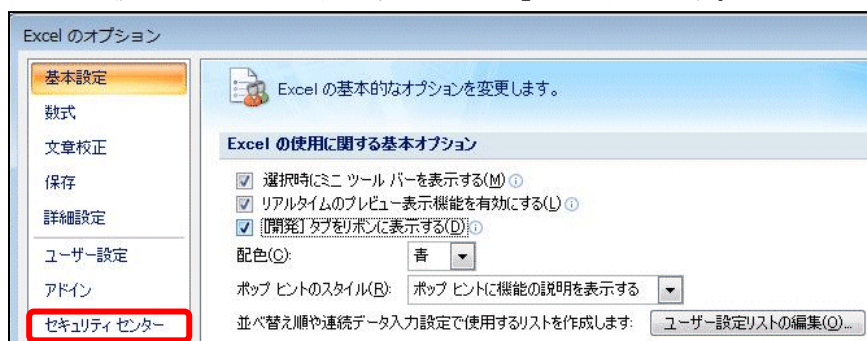 Excel のオプション
基本設定
数式
文章校正
保存
詳細設定
ユーザー設定
アドイン
セキュリティ センター
Excel の基本的なオプションを変更します。
Excel の使用に関する基本オプション
選択時にミニ ツール バーを表示する(M)
リアルタイムのプレビュー表示機能を有効にする(L)
[開発] タブをリボンに表示する(D)
配色(C): 青
ポップ ヒントのスタイル(R): ポップ ヒントに機能の説明を表示する
並べ替え順や連続データ入力設定で使用するリストを作成します: ユーザー設定リストの編集(O)...